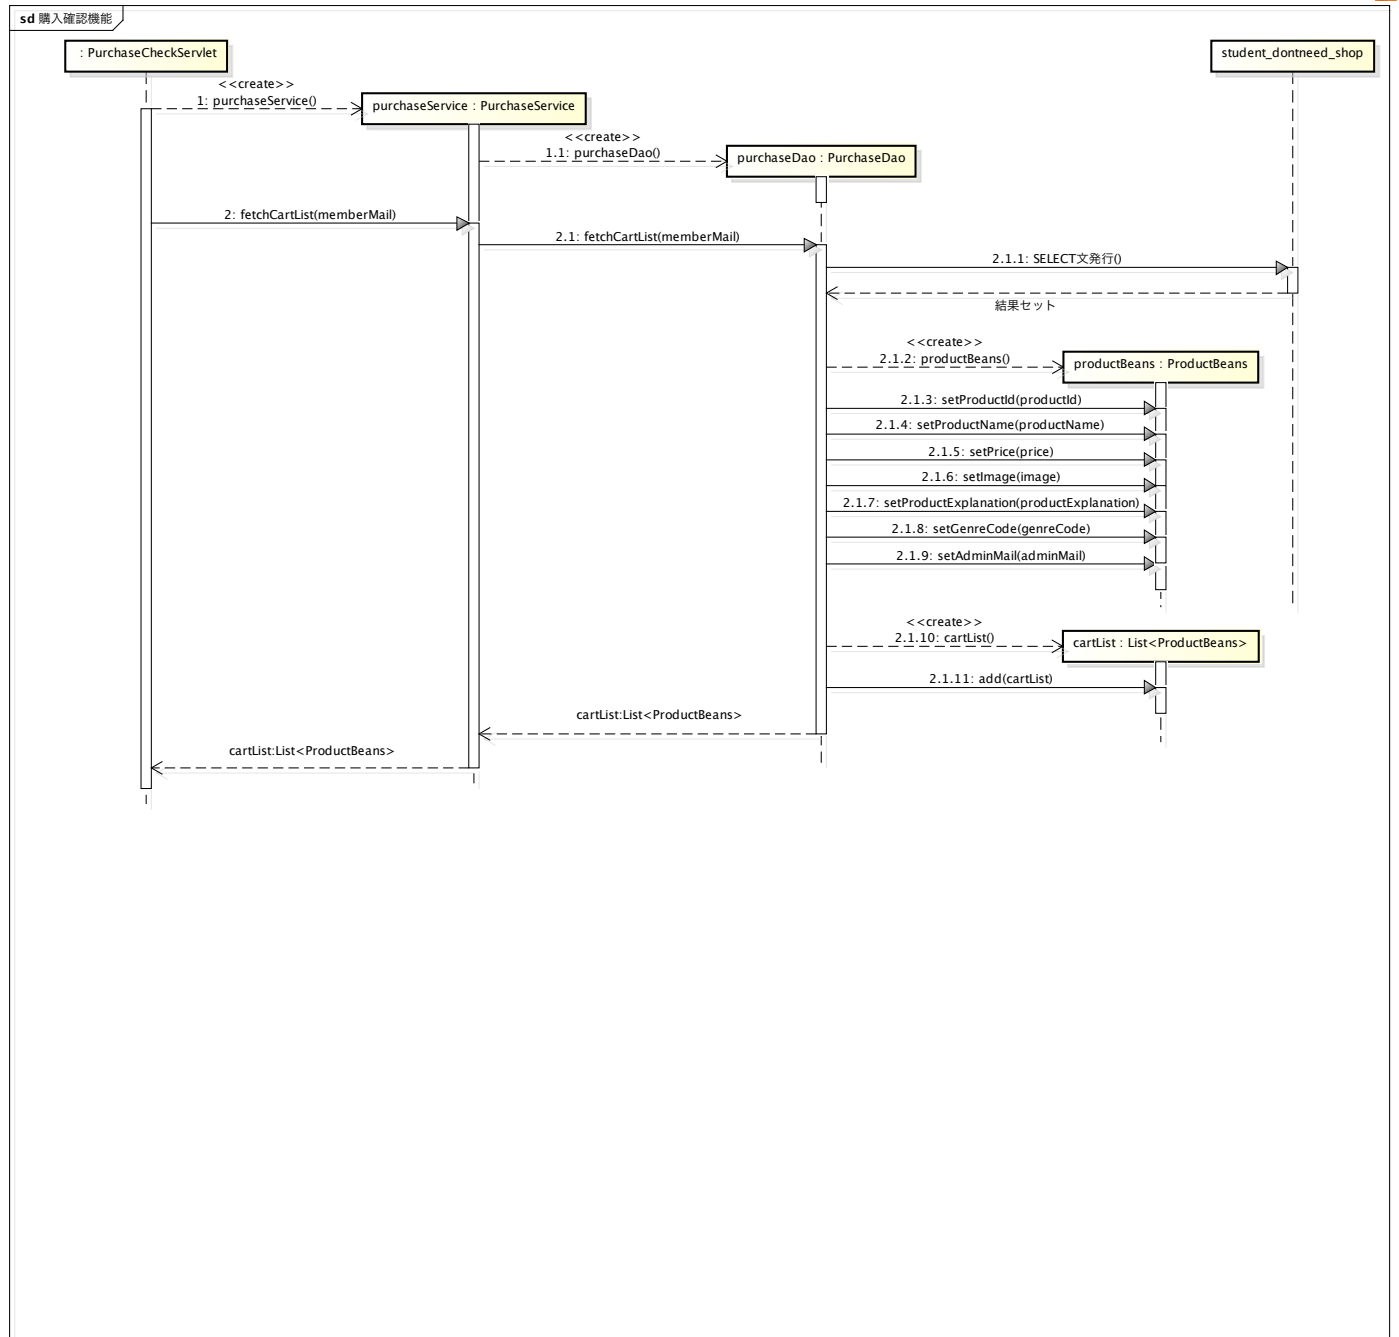 sd 購入確認機能
: PurchaseCheckServlet
student_dontneed_shop
<<create>>
1: purchaseService()
purchaseService : PurchaseService
<<create>>
1.1: purchaseDao()
purchaseDao : PurchaseDao
2: fetchCartList(memberMail)
2.1: fetchCartList(memberMail)
2.1.1: SELECT文発行()
結果セット
<<create>>
2.1.2: productBeans()
productBeans : ProductBeans
2.1.3: setProductId(productId)
2.1.4: setProductName(productName)
2.1.5: setPrice(price)
2.1.6: setImage(image)
2.1.7: setProductExplanation(productExplanation)
2.1.8: setGenreCode(genreCode)
2.1.9: setAdminMail(adminMail)
<<create>>
2.1.10: cartList()
cartList : List<ProductBeans>
2.1.11: add(cartList)
cartList:List<ProductBeans>
cartList:List<ProductBeans>